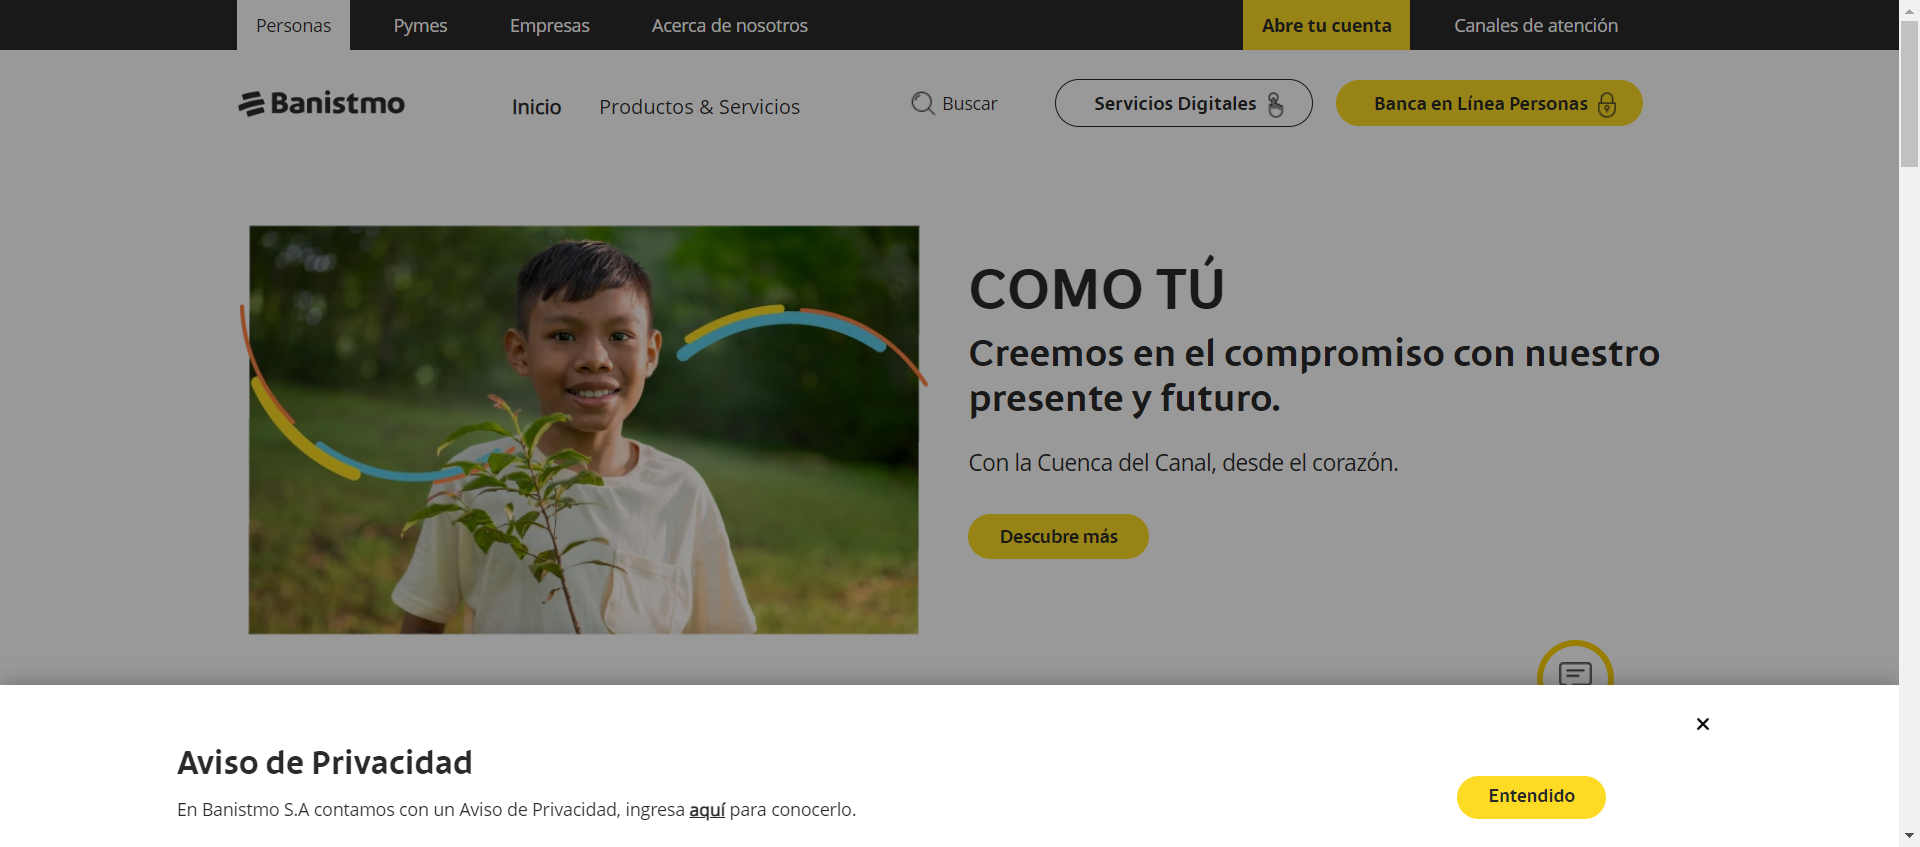 Personas
Pymes
Empresas
Acerca de nosotros
Abre tu cuenta
Canales de atención
Banistmo
Inicio
Productos & Servicios
Buscar
Servicios Digitales
Banca en Línea Personas
COMO TÚ
Creemos en el compromiso con nuestro
presente y futuro.
Con la Cuenca del Canal, desde el corazón.
Descubre más
Aviso de Privacidad
En Banistmo S.A contamos con un Aviso de Privacidad, ingresa aquí para conocerlo.
Entendido